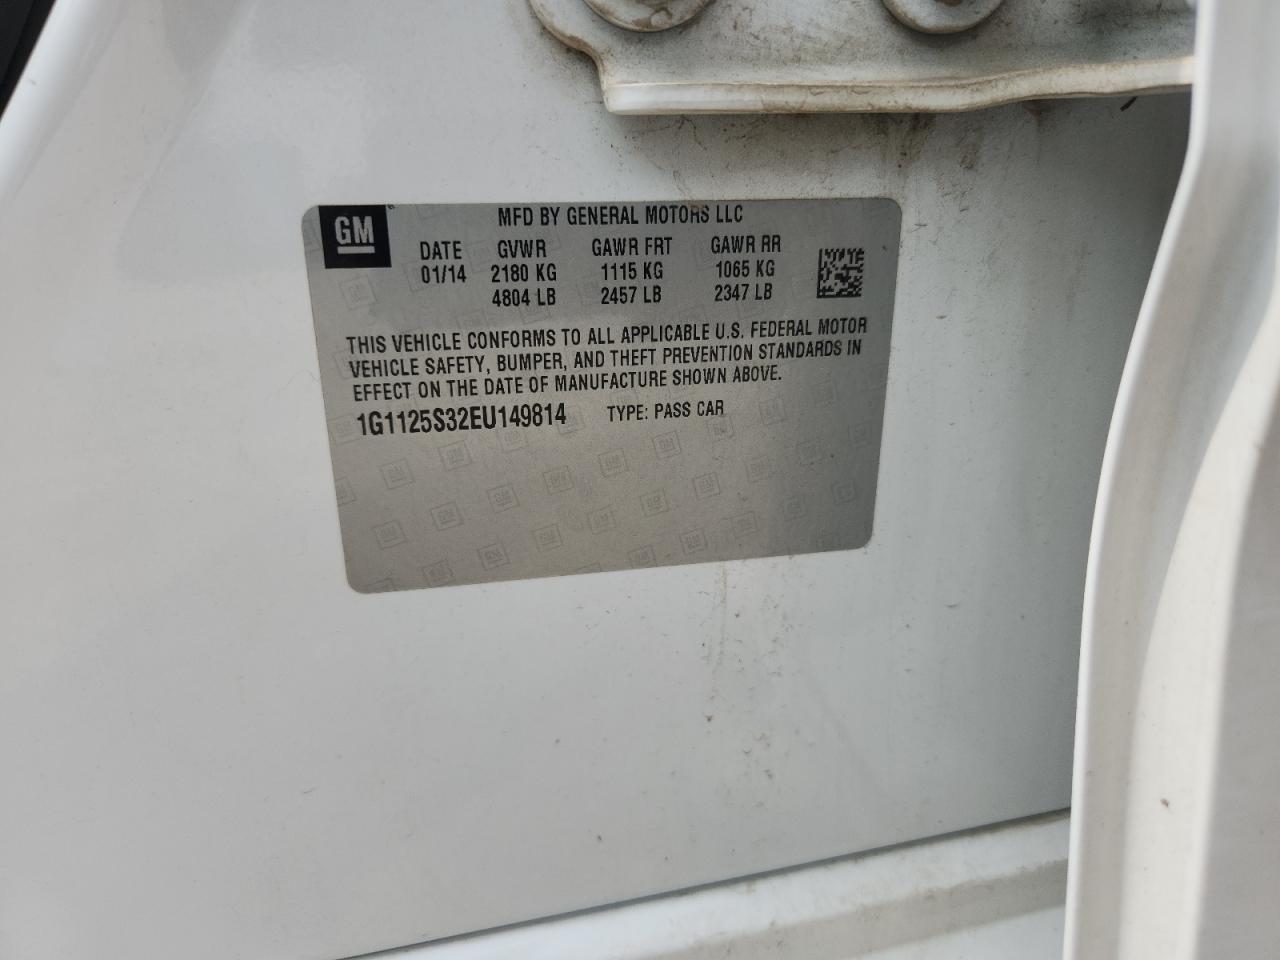 GM
MFD BY GENERAL MOTORS LLC
DATE GVWR GAWR FRT GAWR RR
01/14 2180 KG 1115 KG 1065 KG
4804 LB 2457 LB 2347 LB
THIS VEHICLE CONFORMS TO ALL APPLICABLE U.S. FEDERAL MOTOR
VEHICLE SAFETY, BUMPER, AND THEFT PREVENTION STANDARDS IN
EFFECT ON THE DATE OF MANUFACTURE SHOWN ABOVE.
1G1125S32EU149814 TYPE: PASS CAR